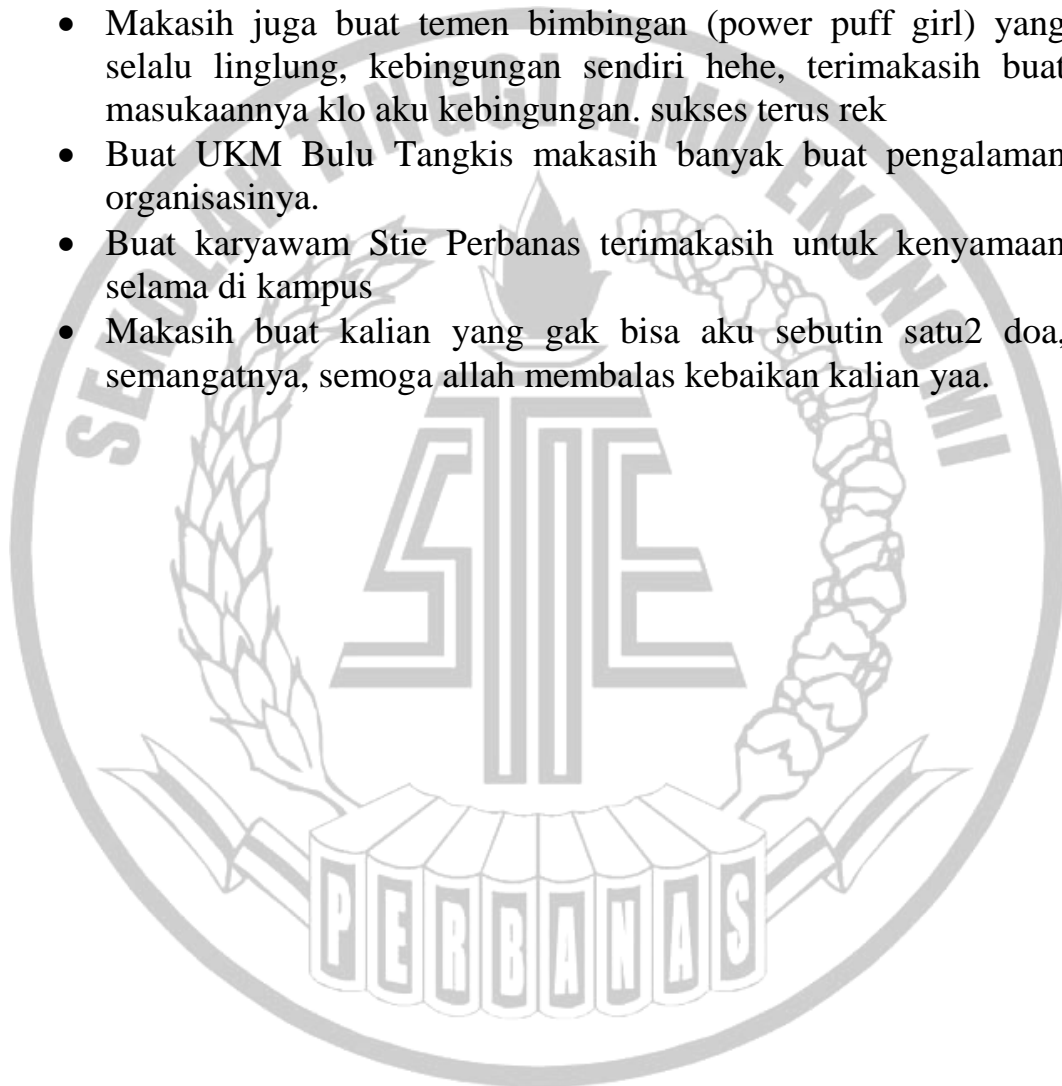 • Makasih juga buat temen bimbingan (power puff girl) yang
selalu linglung, kebingungan sendiri hehe, terimakasih buat
masukaannya klo aku kebingungan. sukses terus rek
• Buat UKM Bulu Tangkis makasih banyak buat pengalaman
organisasinya.
• Buat karyawam Stie Perbanas terimakasih untuk kenyamaan
selama di kampus
• Makasih buat kalian yang gak bisa aku sebutin satu2 doa,
semangatnya, semoga allah membalas kebaikan kalian yaa.
SEKOLAH TINGGI ILMU EKONOMI
STIE
PERBANAS